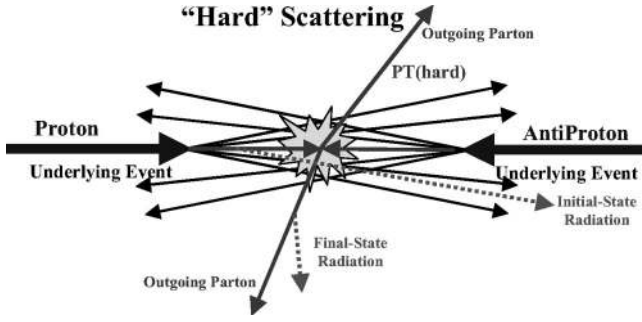 “Hard” Scattering
Outgoing Parton
PT(hard)
Proton
AntiProton
Underlying Event
Underlying Event
Initial-State
Radiation
Final-State
Radiation
Outgoing Parton